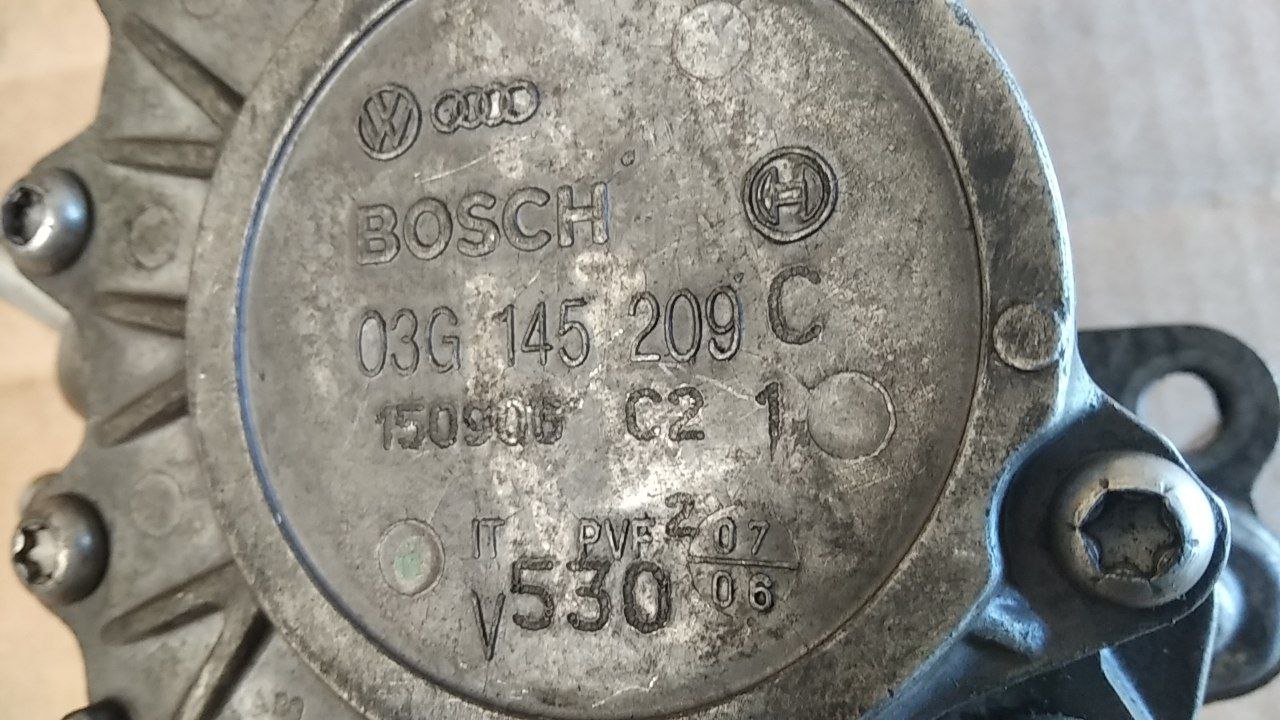 BOSCH
03G 145 209 C
150906 C2 1
IT PVF 2 07
V530 06